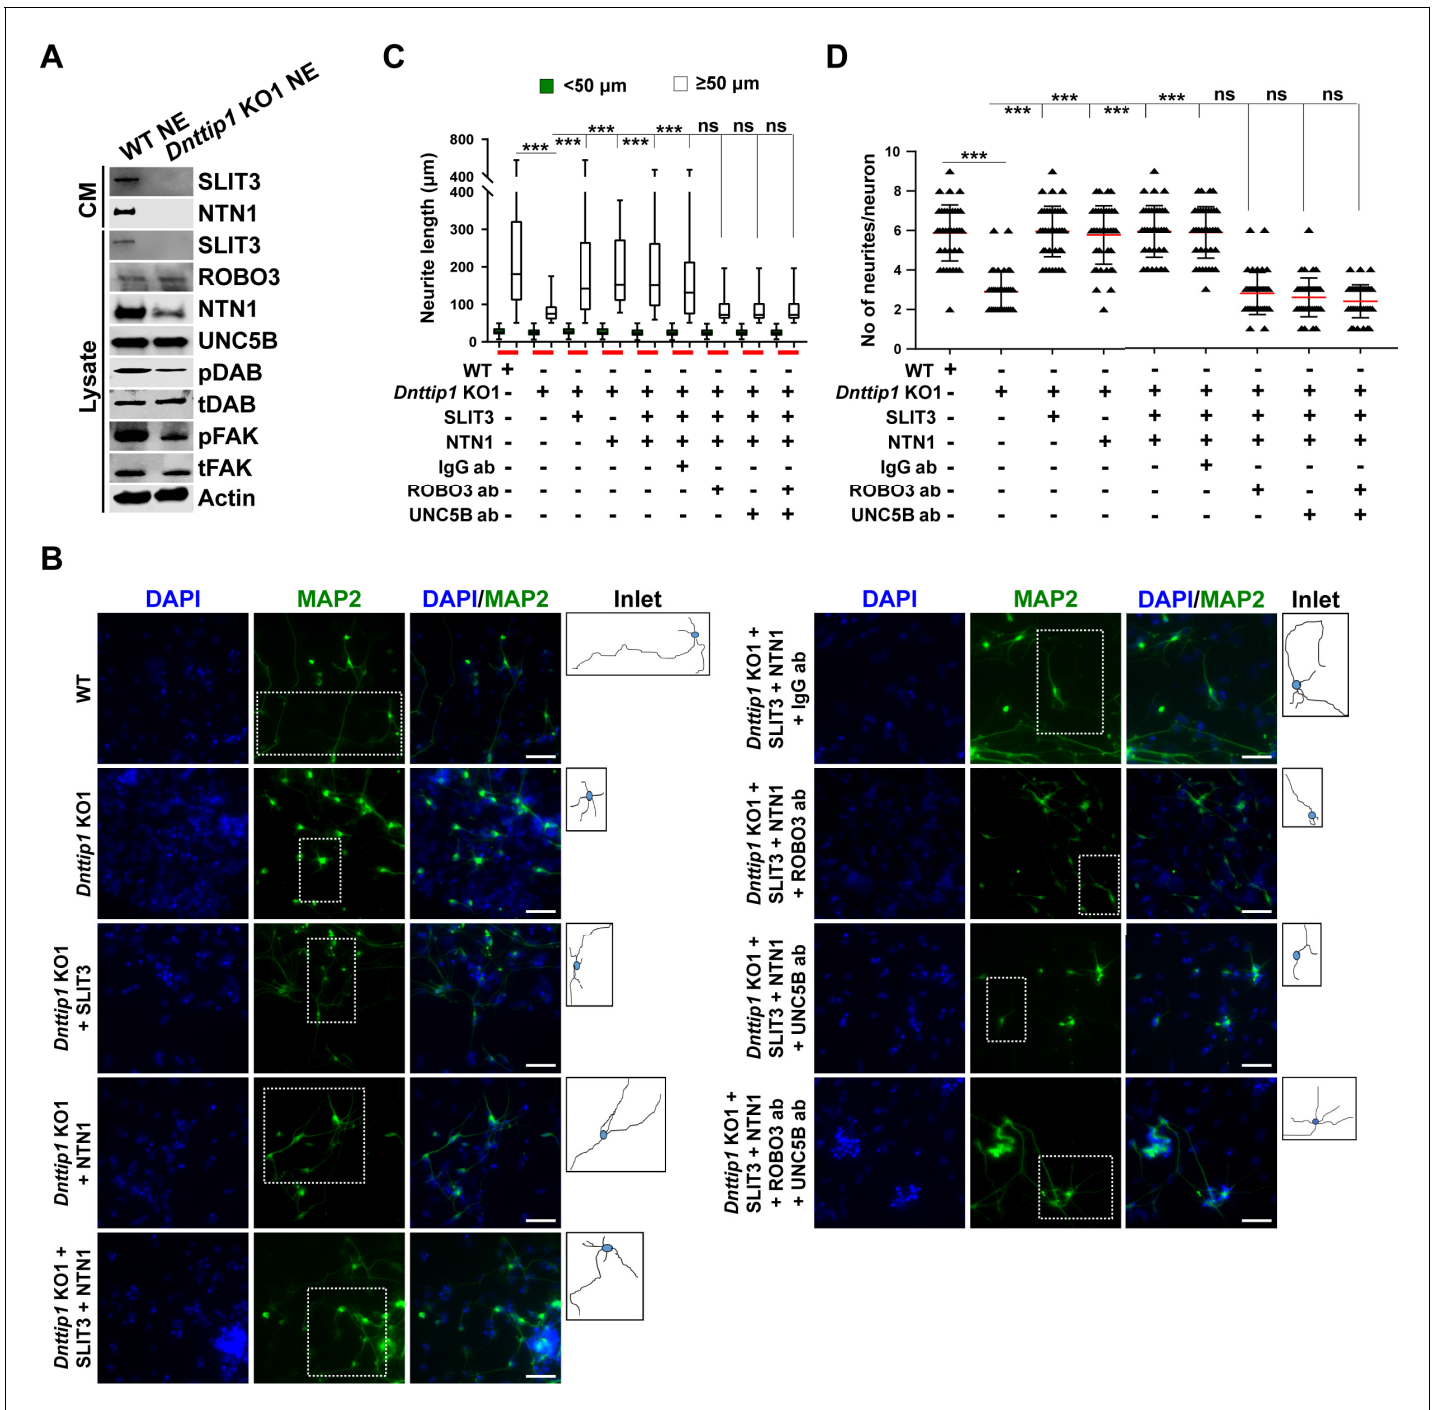 A
WT NE
Dnttip1 KO1 NE
CM
SLIT3
NTN1
Lysate
SLIT3
ROBO3
NTN1
UNC5B
pDAB
tDAB
pFAK
tFAK
Actin
C
<50 µm
≥50 µm
*** *** *** *** *** ns ns ns
Neurite length (µm)
800
400
400
300
200
100
0
WT + - - - - - - - -
Dnttip1 KO1 - + + + + + + + +
SLIT3 - - + - + + + + +
NTN1 - - - + + + + + +
IgG ab - - - - - + - - -
ROBO3 ab - - - - - - + - +
UNC5B ab - - - - - - - + +
D
*** *** *** *** *** ns ns ns
No of neurites/neuron
10
8
6
4
2
0
WT + - - - - - - - -
Dnttip1 KO1 - + + + + + + + +
SLIT3 - - + - + + + + +
NTN1 - - - + + + + + +
IgG ab - - - - - + - - -
ROBO3 ab - - - - - - + - +
UNC5B ab - - - - - - - + +
B
DAPI MAP2 DAPI/MAP2 Inlet
WT
Dnttip1 KO1
Dnttip1 KO1
+ SLIT3
Dnttip1 KO1
+ NTN1
Dnttip1 KO1 +
SLIT3 + NTN1
DAPI MAP2 DAPI/MAP2 Inlet
Dnttip1 KO1 +
SLIT3 + NTN1
+ IgG ab
Dnttip1 KO1 +
SLIT3 + NTN1
+ ROBO3 ab
Dnttip1 KO1 +
SLIT3 + NTN1
+ UNC5B ab
Dnttip1 KO1 +
SLIT3 + NTN1
+ ROBO3 ab
+ UNC5B ab